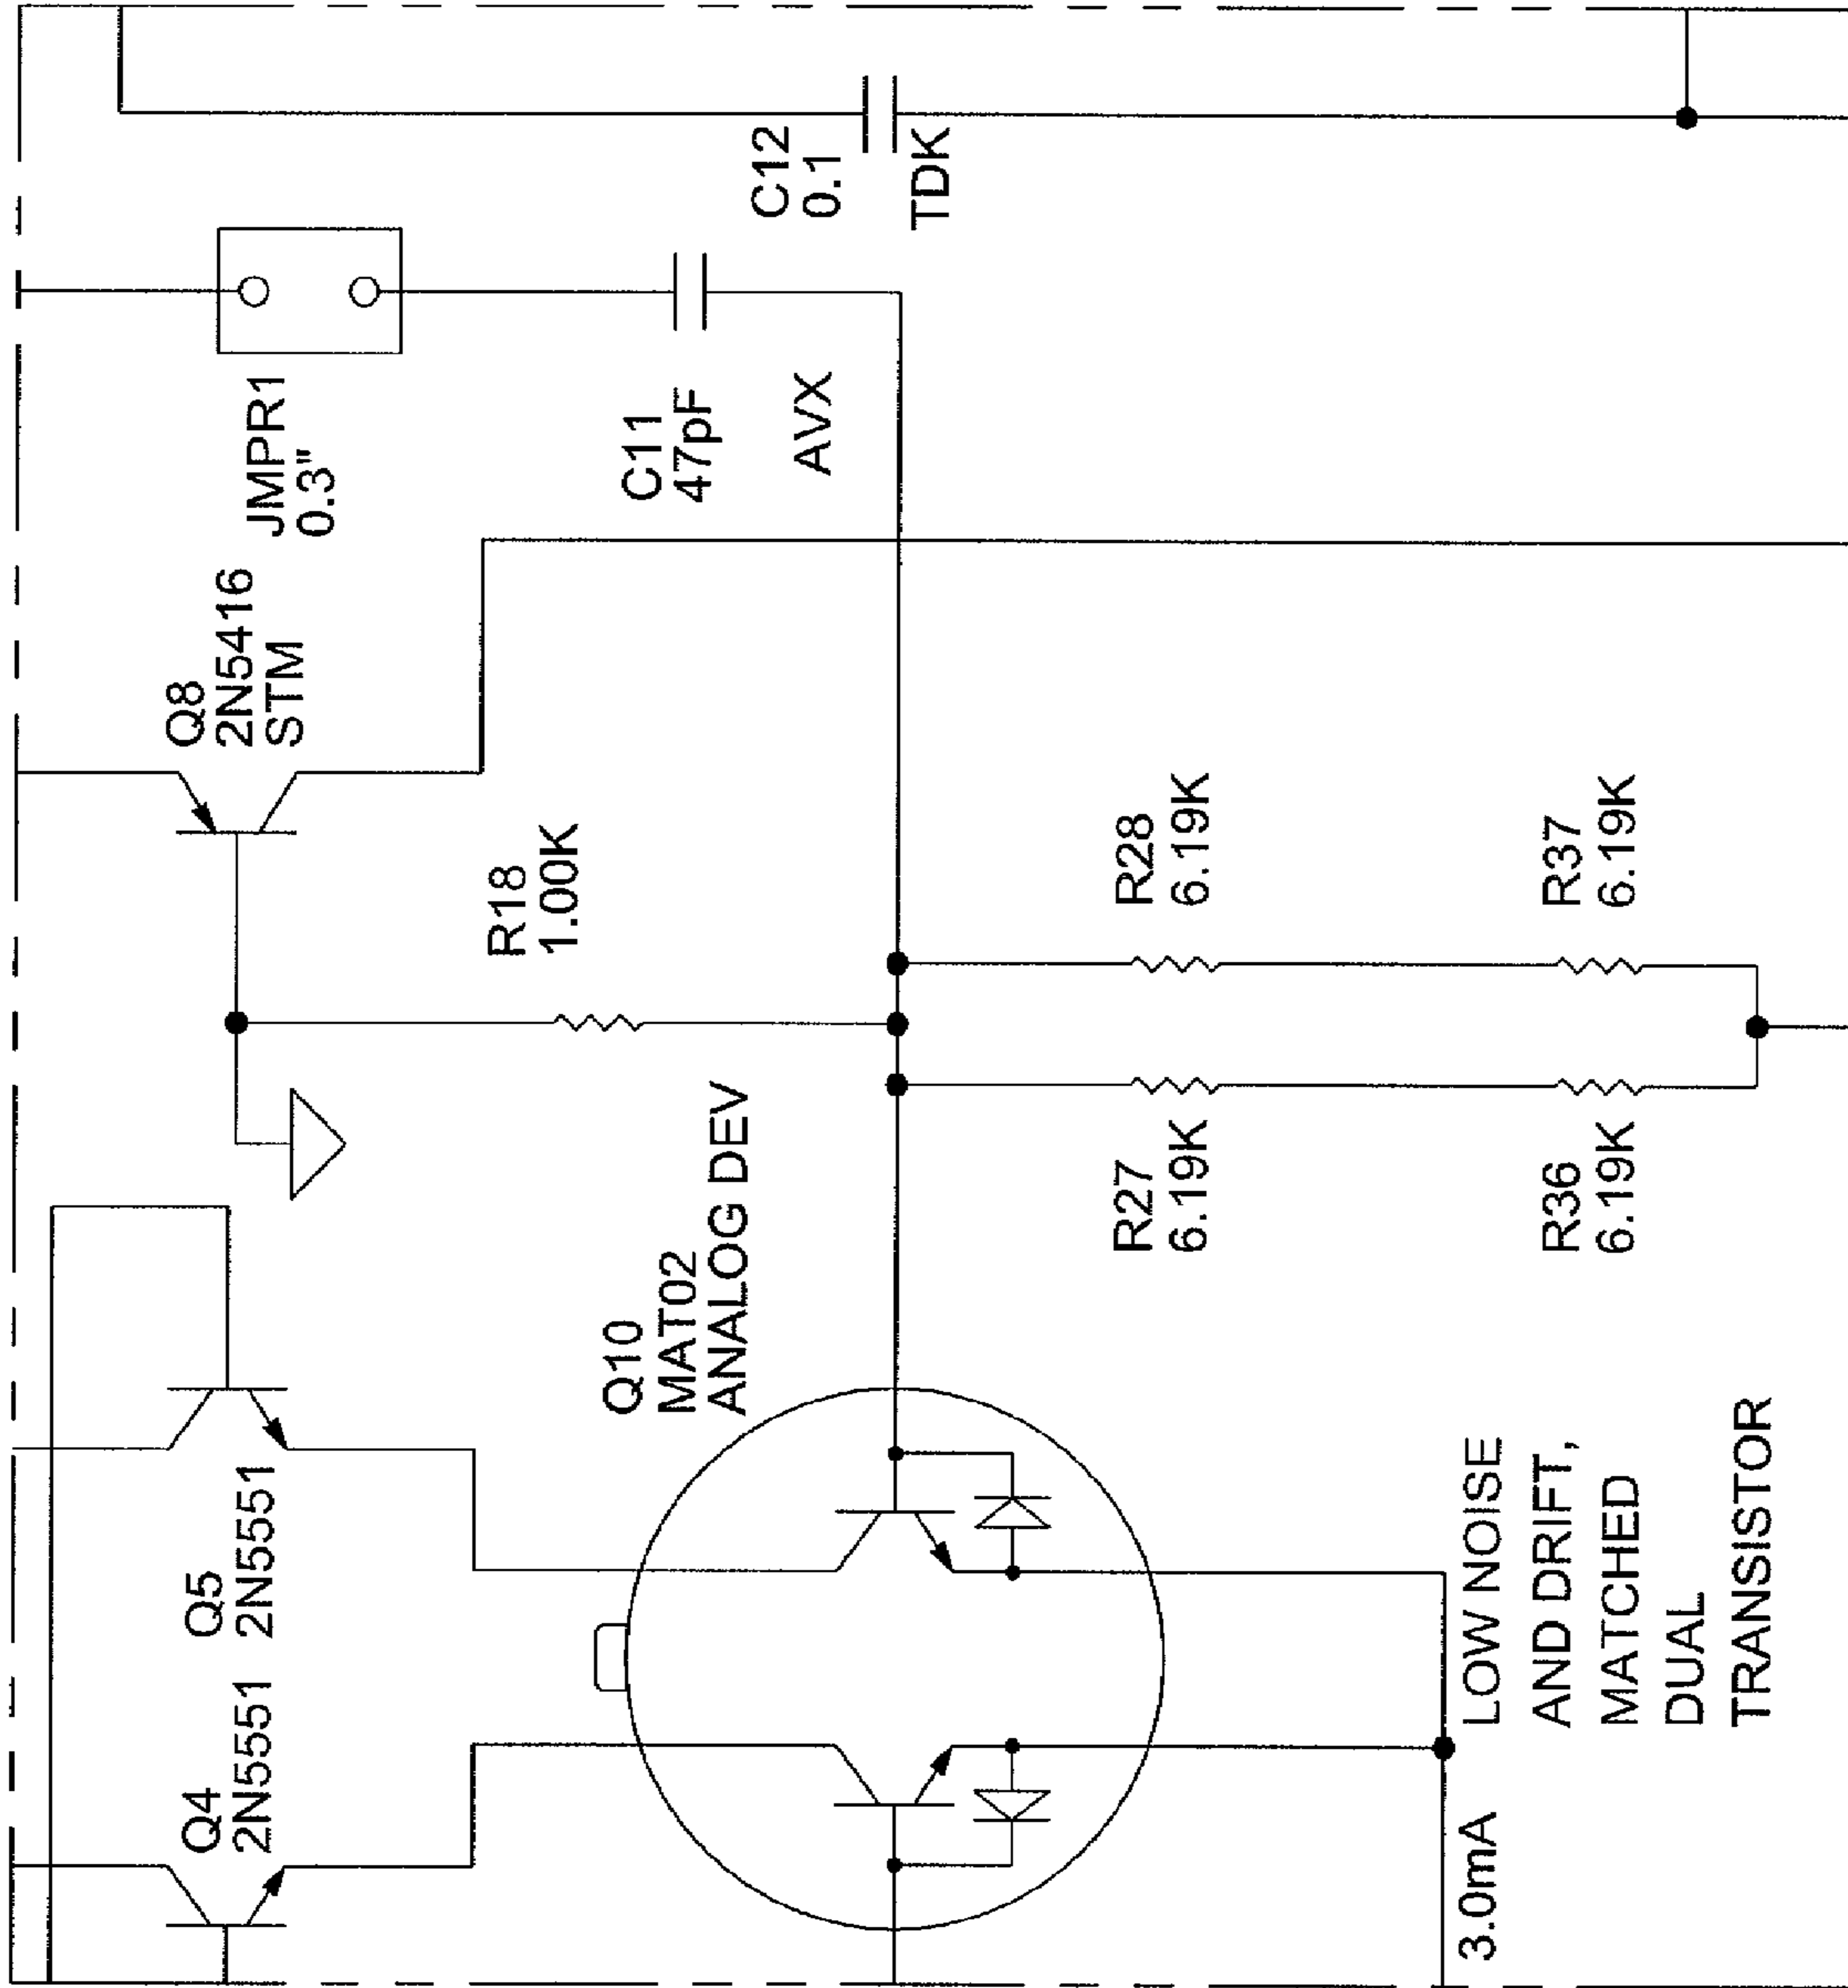 C12
0.1
TDK
JMPR1
0.3"
C11
47pF
AVX
Q8
2N5416
STM
R18
1.00K
R28
6.19K
R37
6.19K
R27
6.19K
R36
6.19K
Q10
MAT02
ANALOG DEV
Q5
2N5551
Q4
2N5551
LOW NOISE
AND DRIFT,
MATCHED
DUAL
TRANSISTOR
3.0mA